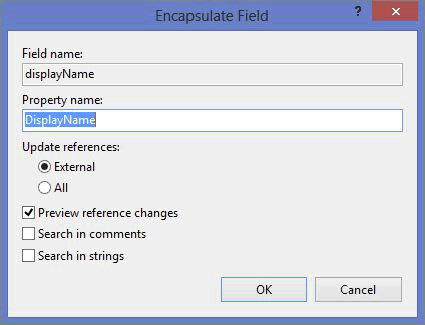 Encapsulate Field
?
Field name:
displayName
Property name:
DisplayName
Update references:
External
All
Preview reference changes
Search in comments
Search in strings
OK Cancel